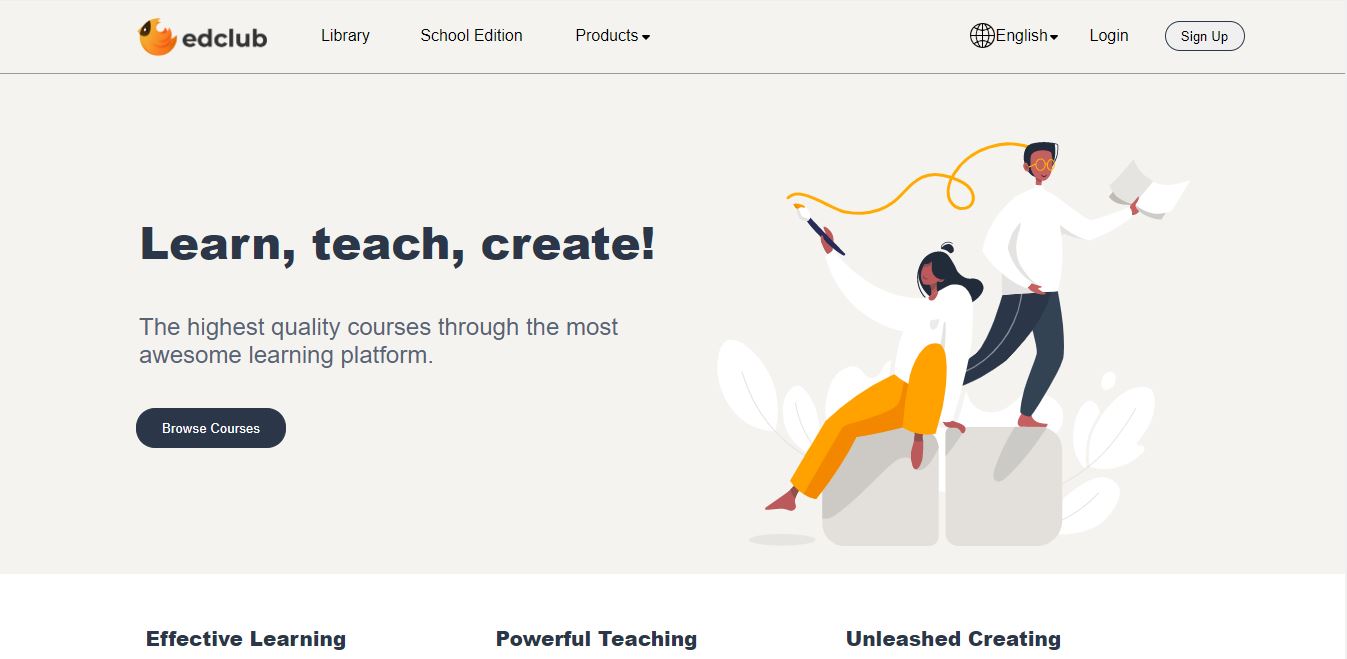 edclub
Library
School Edition
Products
English
Login
Sign Up
Learn, teach, create!
The highest quality courses through the most
awesome learning platform.
Browse Courses
Effective Learning
Powerful Teaching
Unleashed Creating